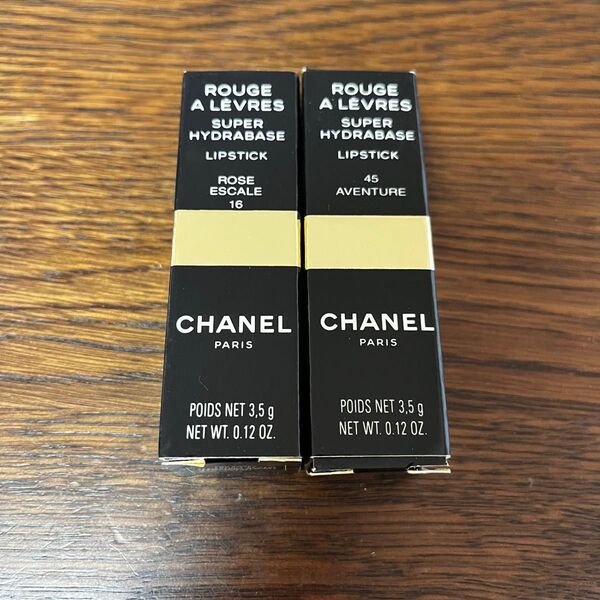 ROUGE
A LÈVRES
SUPER
HYDRABASE
LIPSTICK
ROSE
ESCALE
16
CHANEL
PARIS
POIDS NET 3,5 g
NET WT. 0.12 OZ.
ROUGE
A LÈVRES
SUPER
HYDRABASE
LIPSTICK
45
AVENTURE
CHANEL
PARIS
POIDS NET 3,5 g
NET WT. 0.12 OZ.